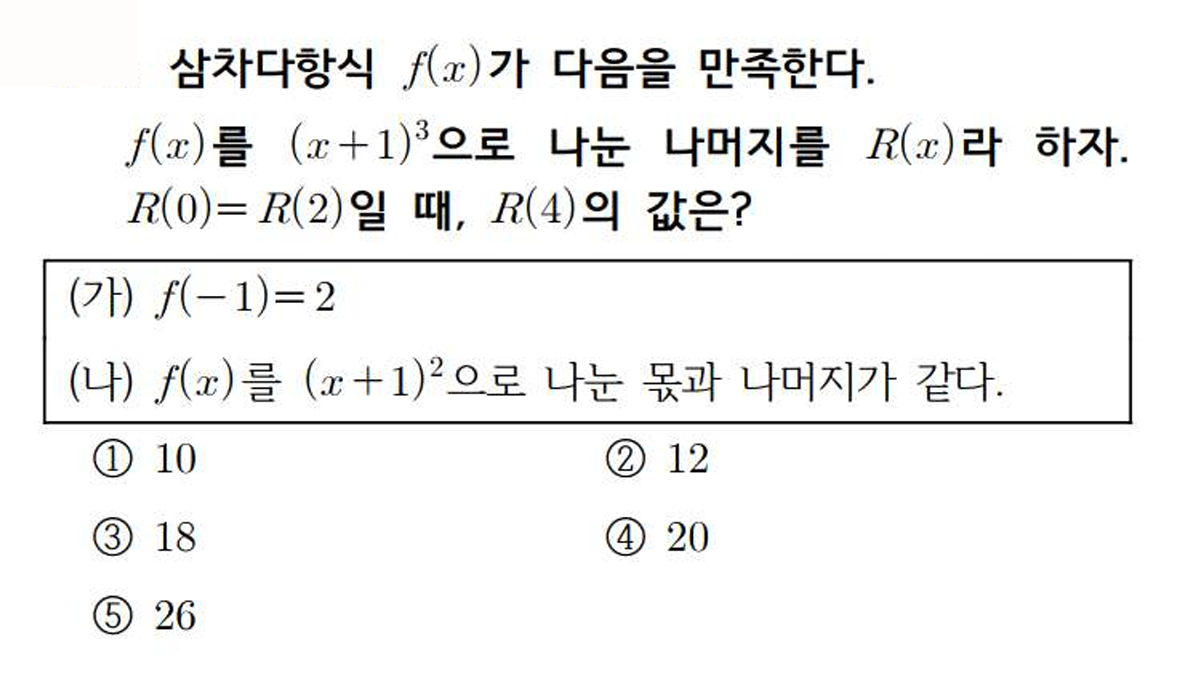 삼차다항식 f(x)가 다음을 만족한다.
f(x)를 (x+1)³으로 나눈 나머지를 R(x)라 하자.
R(0)=R(2)일 때, R(4)의 값은?
(가) f(-1)=2
(나) f(x)를 (x+1)²으로 나눈 몫과 나머지가 같다.
① 10 ② 12
③ 18 ④ 20
⑤ 26